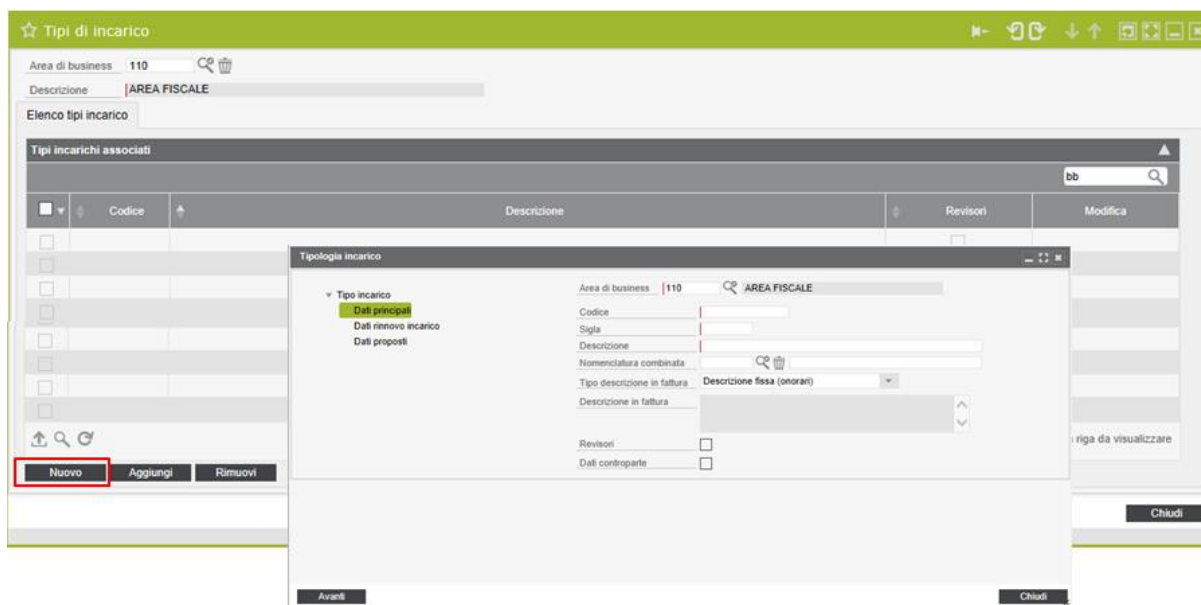 Tipi di incarico
Area di business 110
Descrizione AREA FISCALE
Elenco tipi incarico
Tipi incarichi associati
bb
Codice Descrizione Revisori Modifica
Tipologia incarico
Tipo incarico
Dati principali
Dati rinnovo incarico
Dati proposti
Area di business 110 AREA FISCALE
Codice
Sigla
Descrizione
Nomenclatura combinata
Tipo descrizione in fattura Descrizione fissa (onorari)
Descrizione in fattura
Revisori
Dati controparte
riga da visualizzare
Nuovo Aggiungi Rimuovi
Chiudi
Avanti Chiudi